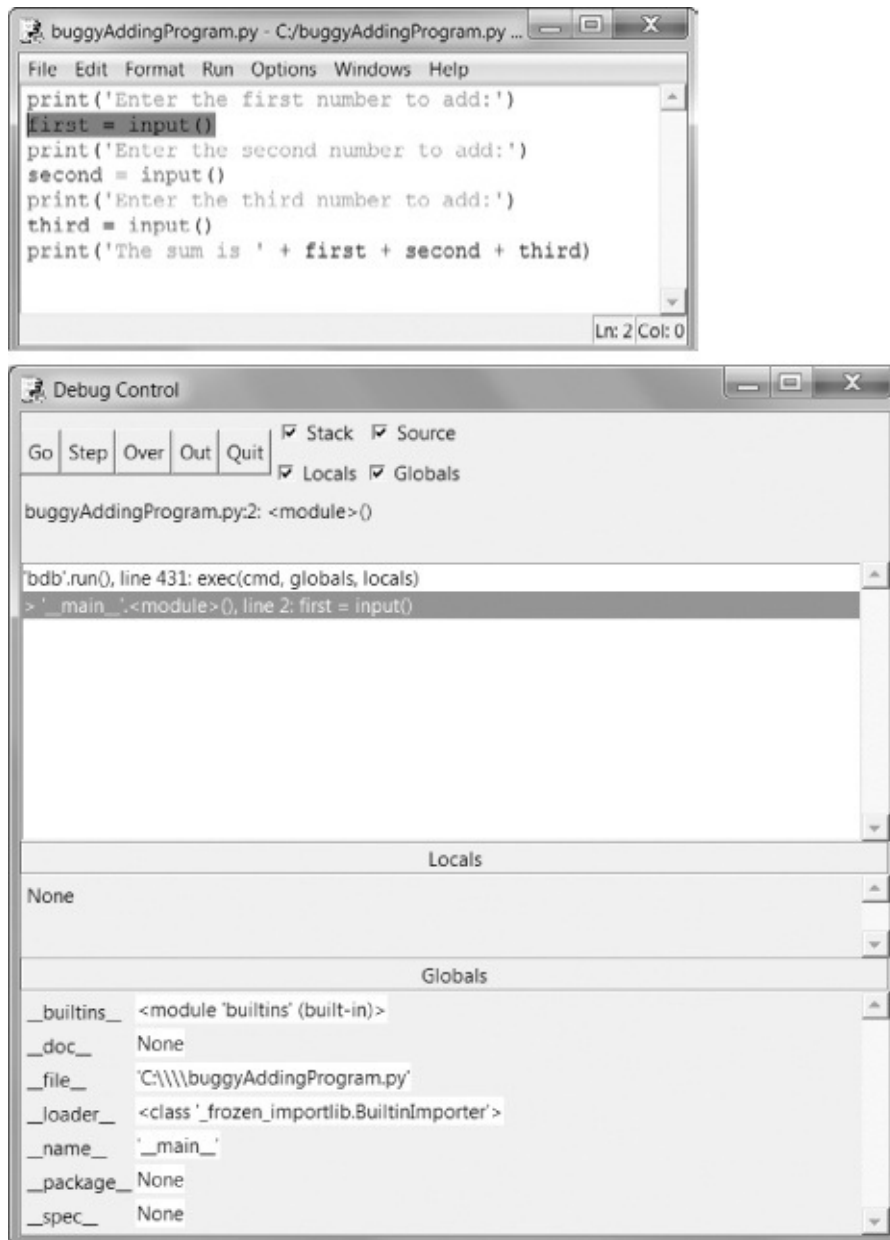 buggyAddingProgram.py - C:/buggyAddingProgram.py ...
File Edit Format Run Options Windows Help
print('Enter the first number to add:')
first = input()
print('Enter the second number to add:')
second = input()
print('Enter the third number to add:')
third = input()
print('The sum is ' + first + second + third)
Ln: 2 Col: 0
Debug Control
Go Step Over Out Quit
Stack Source
Locals Globals
buggyAddingProgram.py:2: <module>()
'bdb'.run(), line 431: exec(cmd, globals, locals)
> '__main__'.<module>(), line 2: first = input()
Locals
None
Globals
__builtins__ <module 'builtins' (built-in)>
__doc__ None
__file__ 'C:\\\\buggyAddingProgram.py'
__loader__ <class '_frozen_importlib.BuiltinImporter'>
__name__ '__main__'
__package__ None
__spec__ None